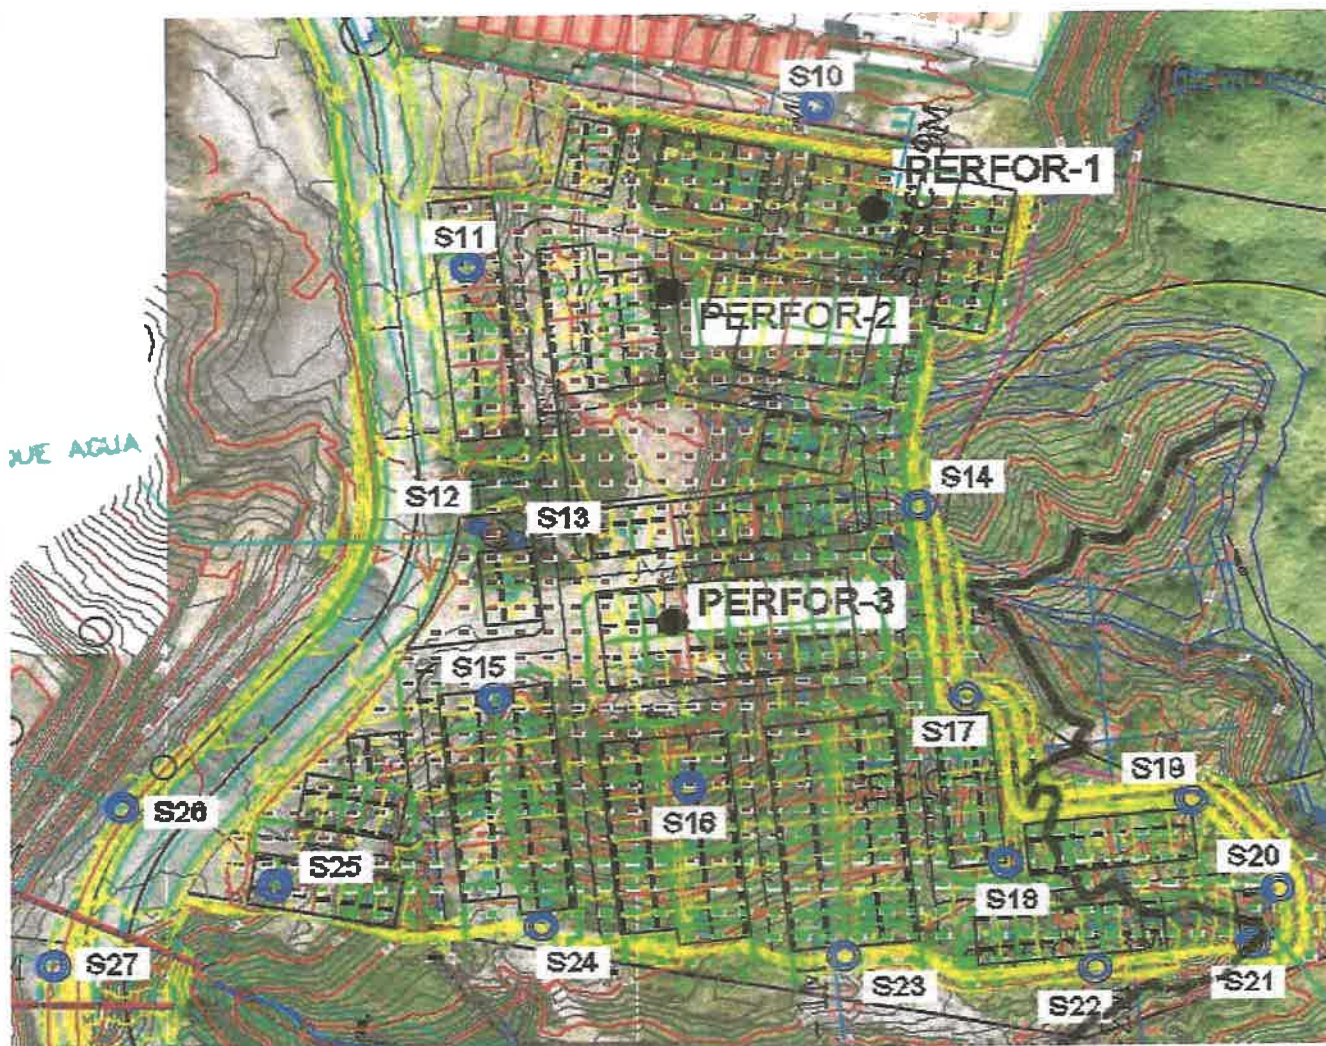 S10
PERFOR-1
S11
PERFOR-2
QUE AGUA
S12
S13
S14
PERFOR-3
S15
S17
S19
S26
S16
S25
S18
S20
S24
S27
S23
S22
S21